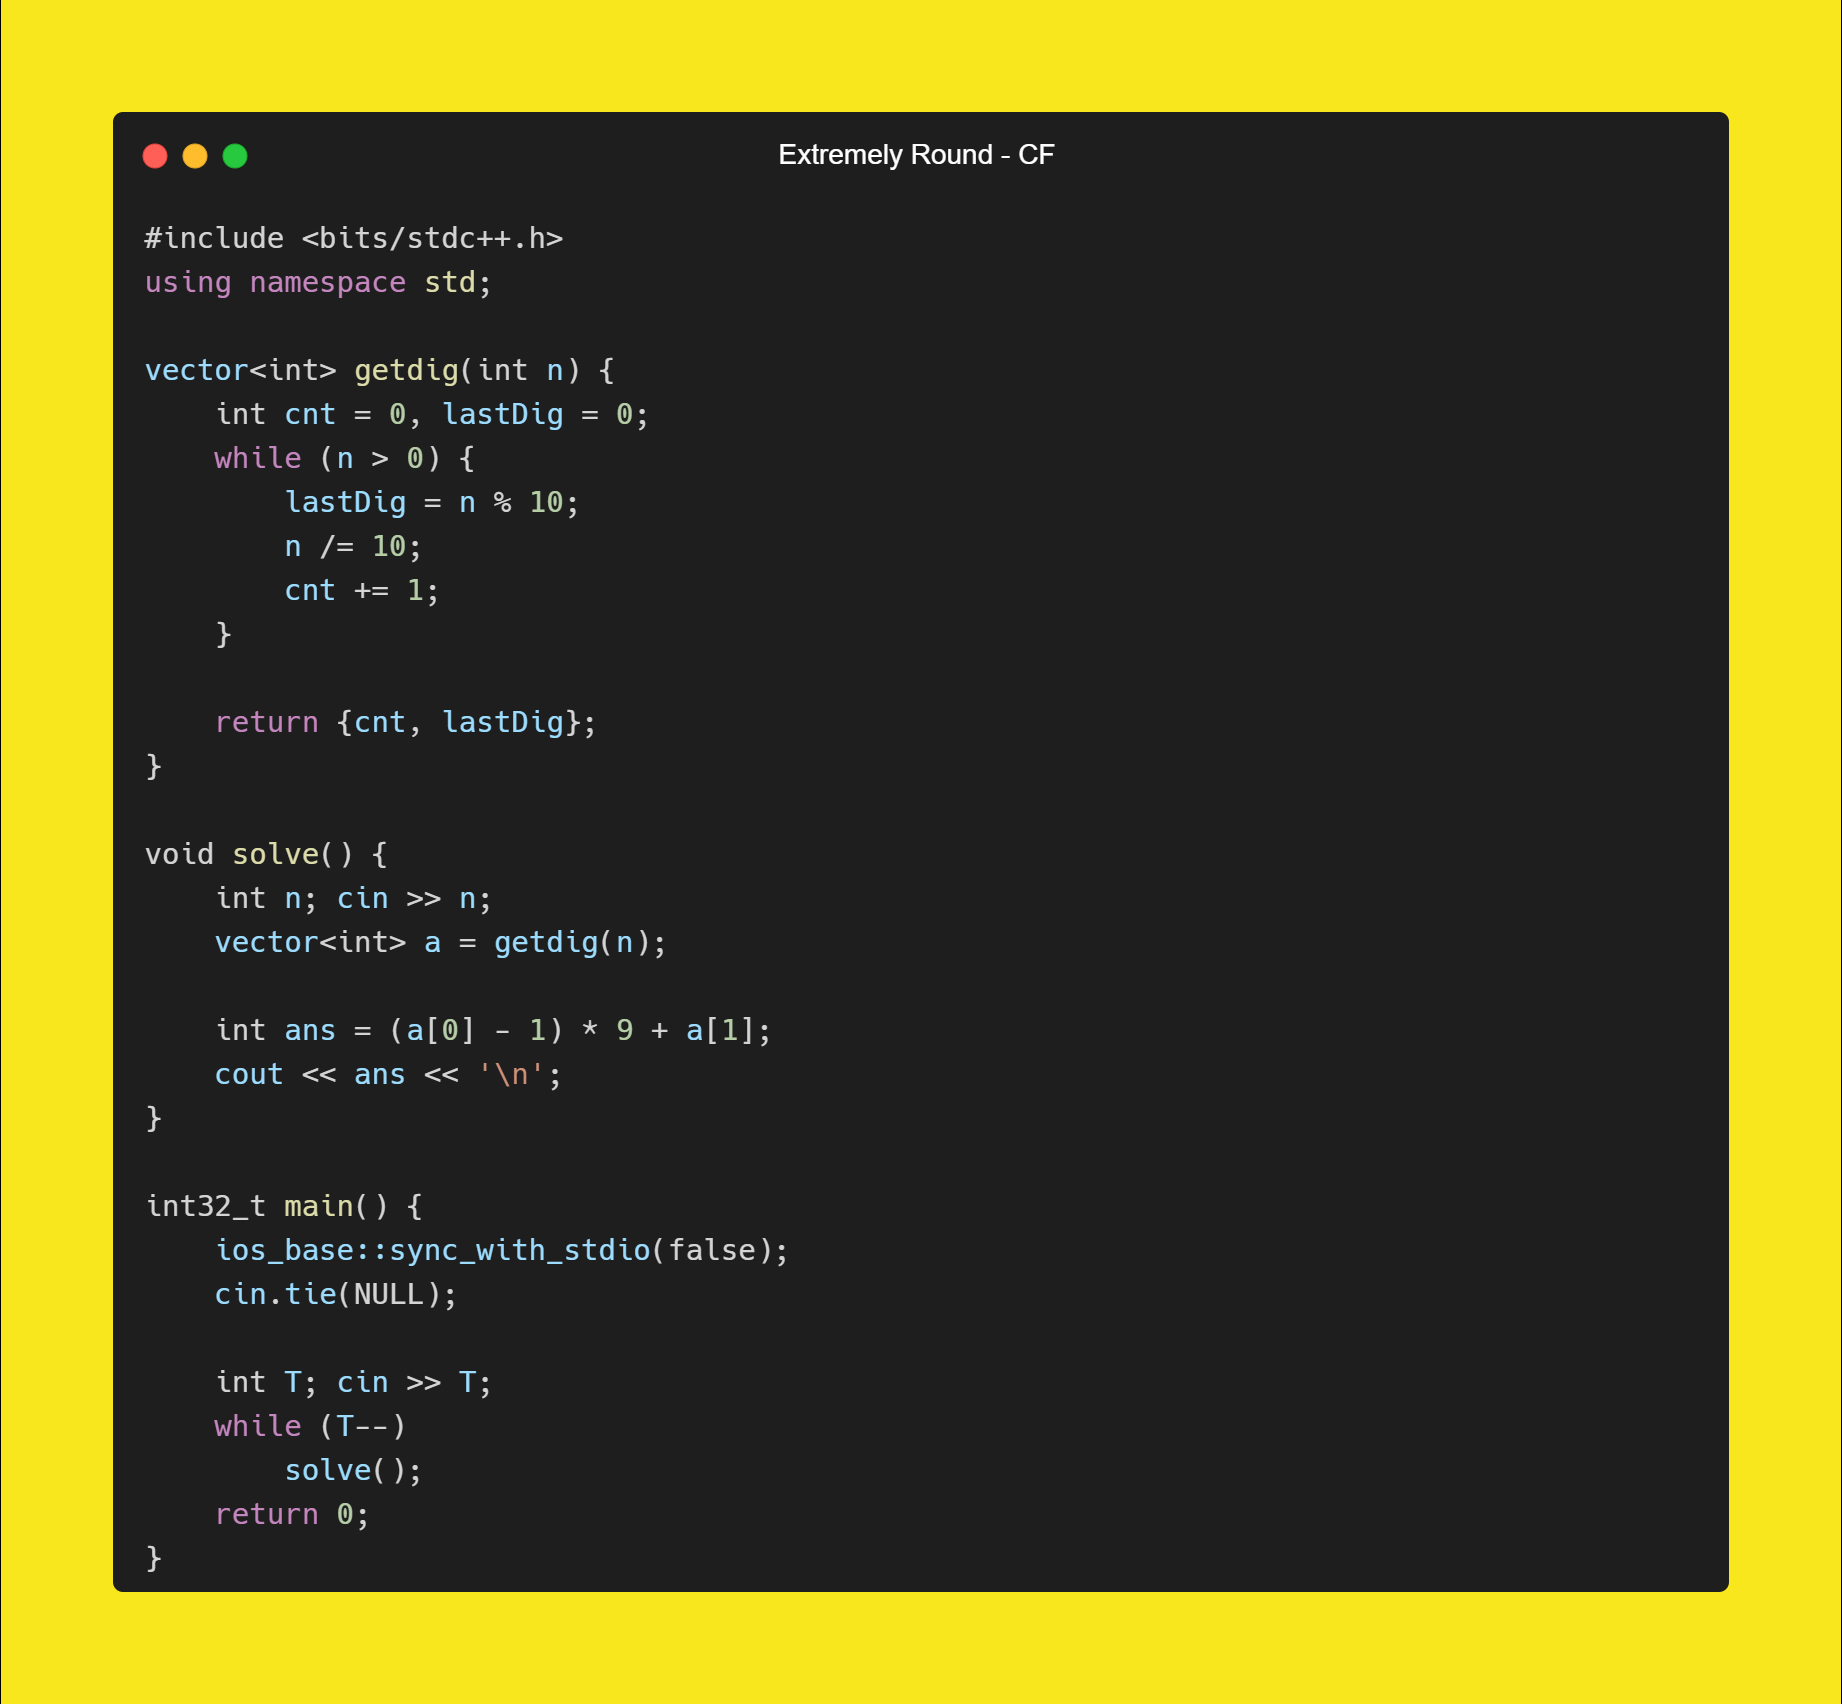 Extremely Round - CF
#include <bits/stdc++.h>
using namespace std;

vector<int> getdig(int n) {
    int cnt = 0, lastDig = 0;
    while (n > 0) {
        lastDig = n % 10;
        n /= 10;
        cnt += 1;
    }

    return {cnt, lastDig};
}

void solve() {
    int n; cin >> n;
    vector<int> a = getdig(n);

    int ans = (a[0] - 1) * 9 + a[1];
    cout << ans << '\n';
}

int32_t main() {
    ios_base::sync_with_stdio(false);
    cin.tie(NULL);

    int T; cin >> T;
    while (T--)
        solve();
    return 0;
}